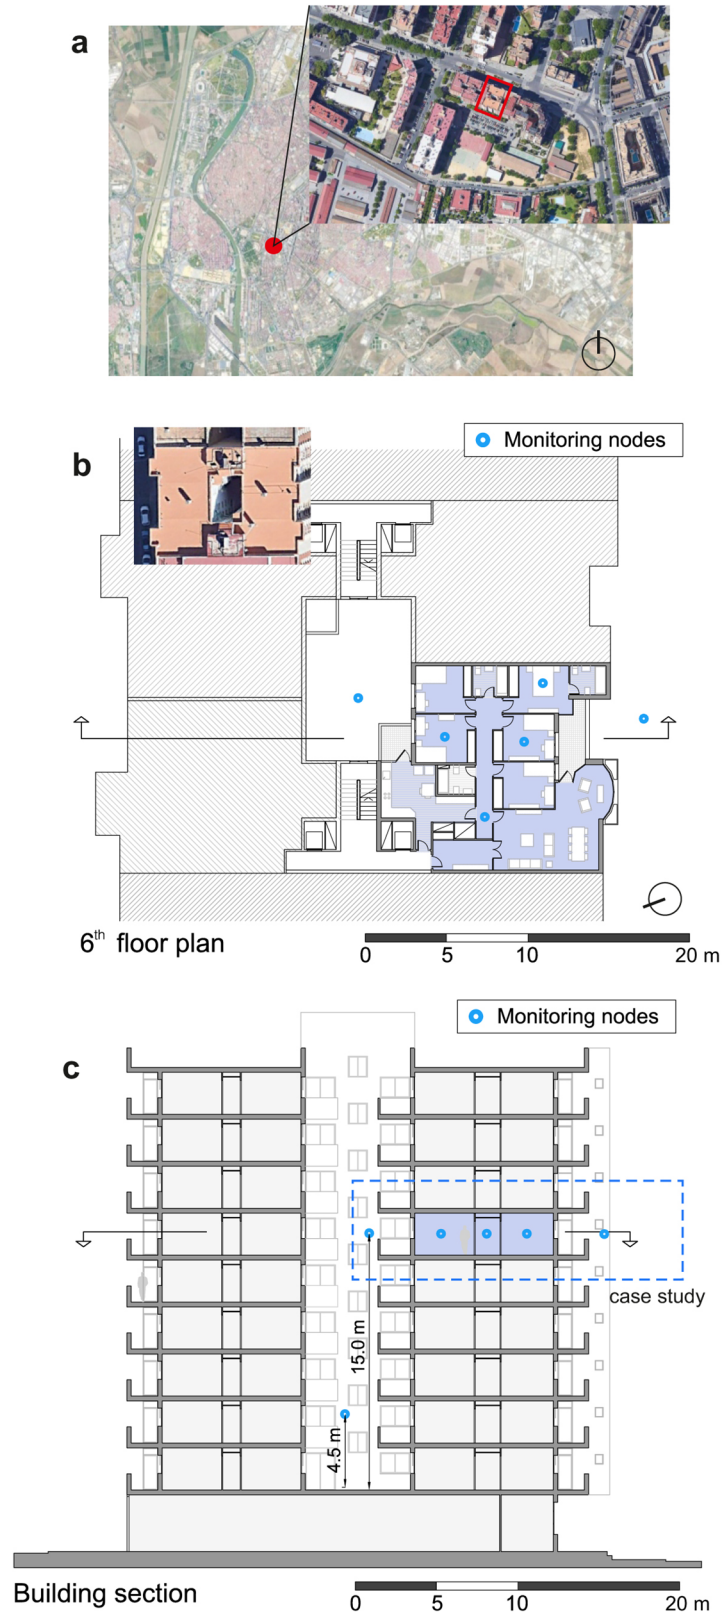 a
b
Monitoring nodes
6th floor plan
0 5 10 20 m
Monitoring nodes
c
case study
15.0 m
4.5 m
Building section
0 5 10 20 m